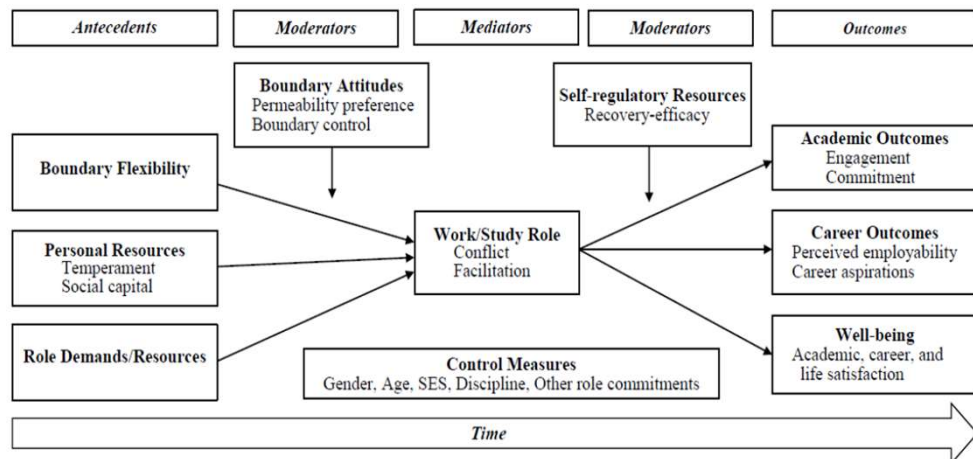 Antecedents
Moderators
Mediators
Moderators
Outcomes
Boundary Attitudes
Permeability preference
Boundary control
Self-regulatory Resources
Recovery-efficacy
Boundary Flexibility
Academic Outcomes
Engagement
Commitment
Personal Resources
Temperament
Social capital
Work/Study Role
Conflict
Facilitation
Career Outcomes
Perceived employability
Career aspirations
Role Demands/Resources
Control Measures
Gender, Age, SES, Discipline, Other role commitments
Well-being
Academic, career, and
life satisfaction
Time